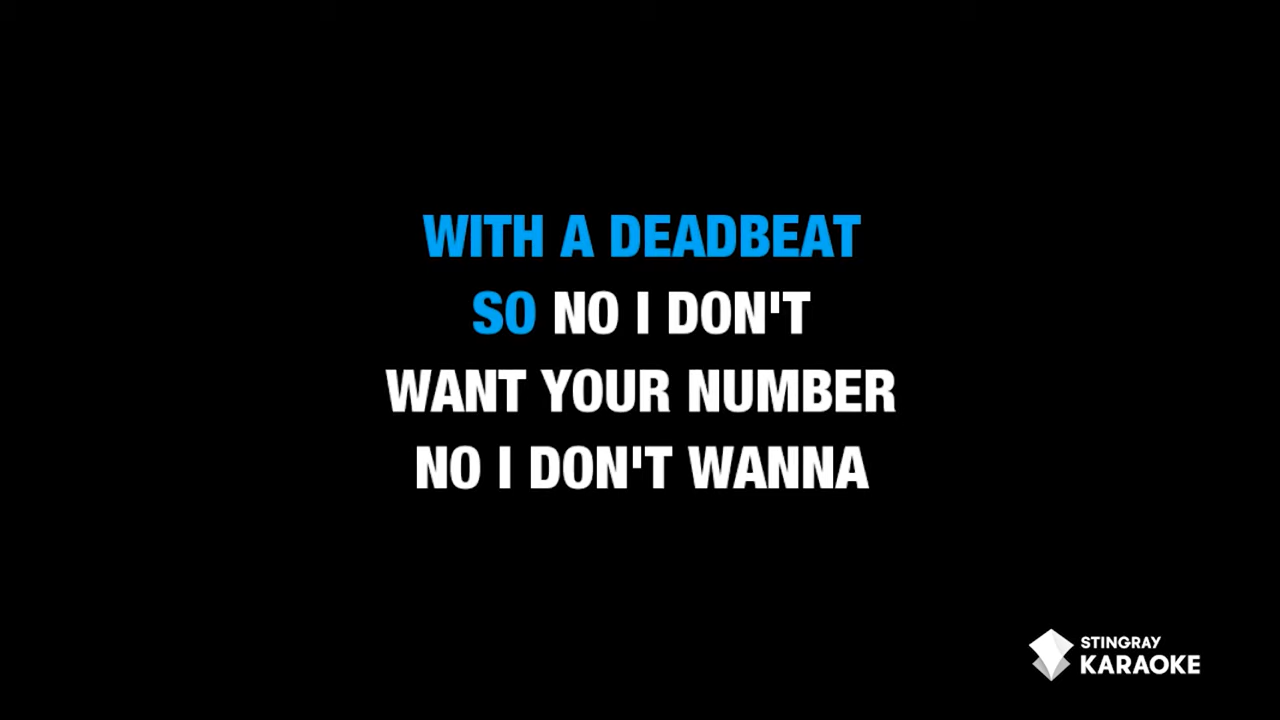 WITH A DEADBEAT
SO NO I DON'T
WANT YOUR NUMBER
NO I DON'T WANNA
STINGRAY
KARAOKE